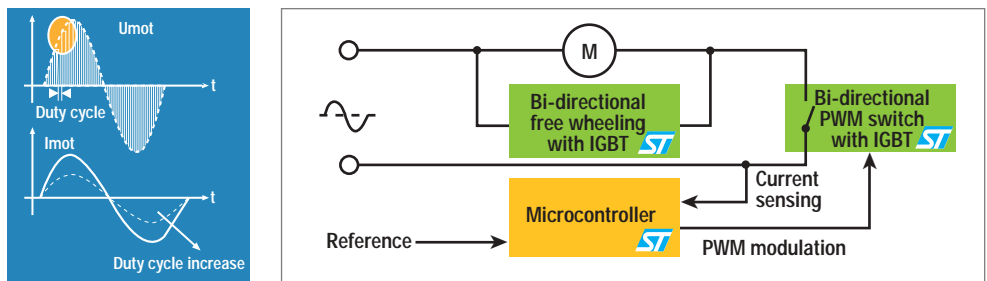 Umot
t
Duty cycle
Imot
t
Duty cycle increase
M
Bi-directional
free wheeling
with IGBT ST
Bi-directional
PWM switch
with IGBT ST
Current
sensing
Microcontroller
ST
Reference
PWM modulation